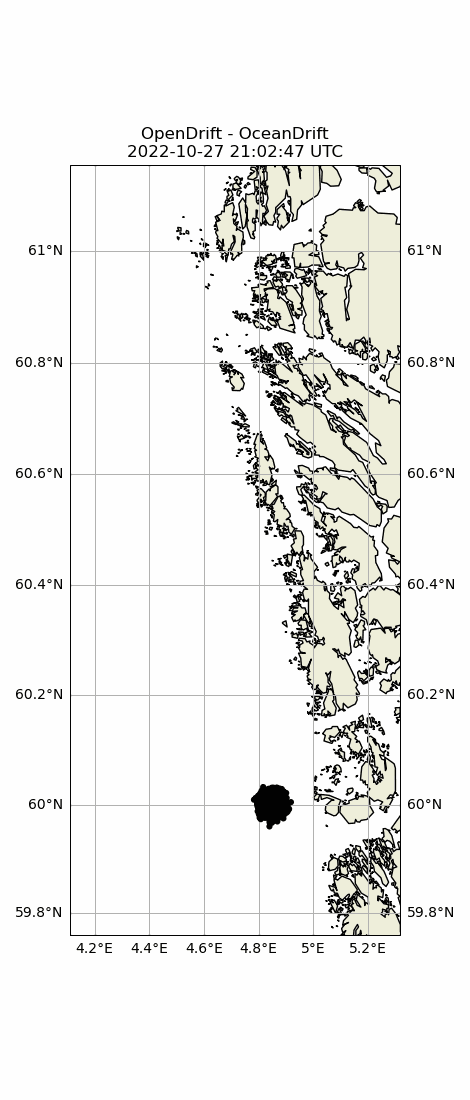 OpenDrift - OceanDrift
2022-10-27 21:02:47 UTC
61°N 61°N
60.8°N 60.8°N
60.6°N 60.6°N
60.4°N 60.4°N
60.2°N 60.2°N
60°N 60°N
59.8°N 59.8°N
4.2°E 4.4°E 4.6°E 4.8°E 5°E 5.2°E